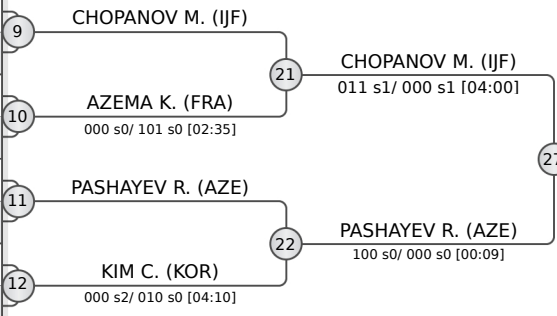 9
CHOPANOV M. (IJF)
21
CHOPANOV M. (IJF)
011 s1/ 000 s1 [04:00]
10
AZEMA K. (FRA)
000 s0/ 101 s0 [02:35]
27
11
PASHAYEV R. (AZE)
22
PASHAYEV R. (AZE)
100 s0/ 000 s0 [00:09]
12
KIM C. (KOR)
000 s2/ 010 s0 [04:10]